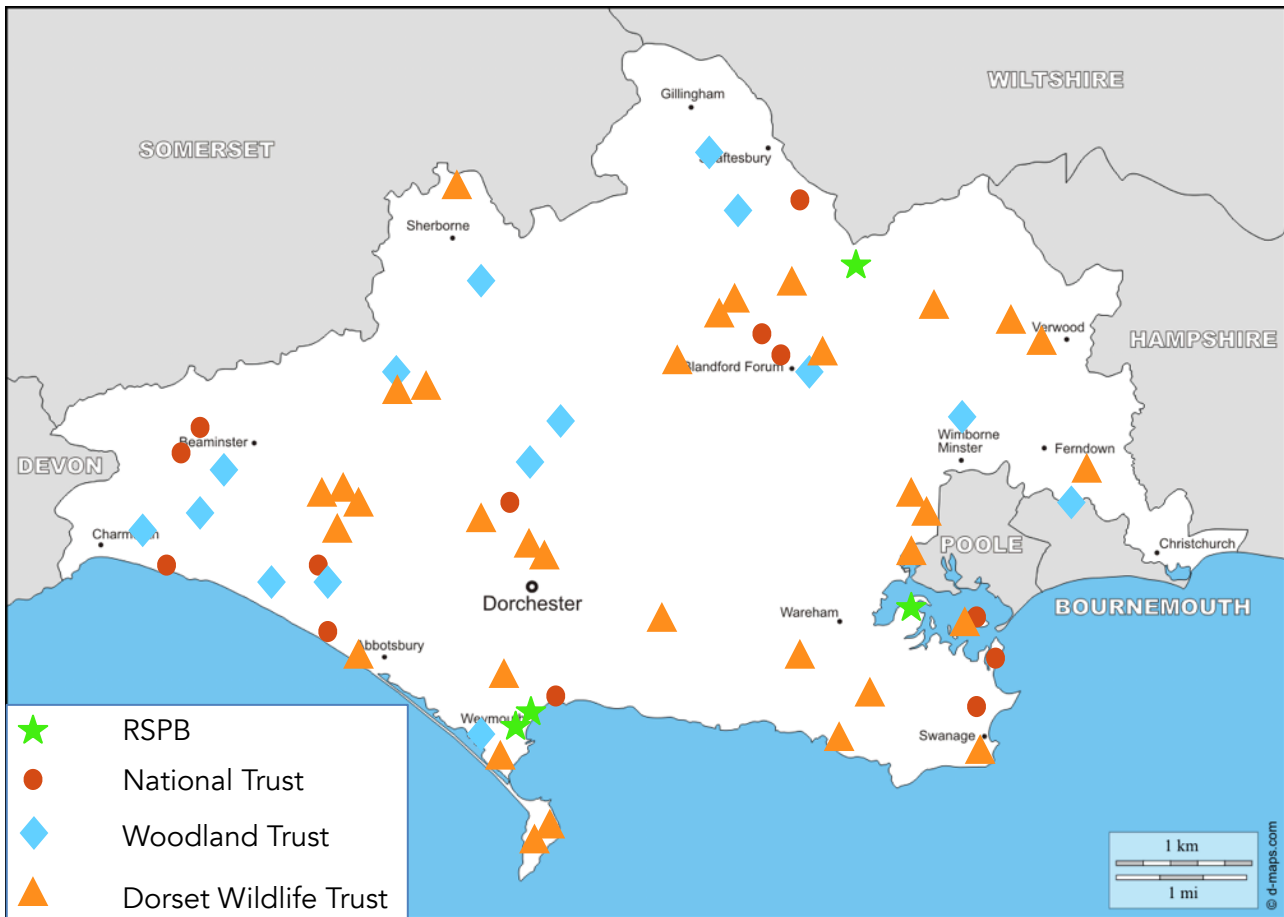 WILTSHIRE
Gillingham
SOMERSET
Shaftesbury
Sherborne
Verwood
HAMPSHIRE
Blandford Forum
Beaminster
Wimborne
Minster
Ferndown
DEVON
Charmouth
POOLE
Christchurch
Dorchester
Wareham
BOURNEMOUTH
Abbotsbury
Weymouth
Swanage
RSPB
National Trust
Woodland Trust
Dorset Wildlife Trust
1 km
1 mi
© d-maps.com